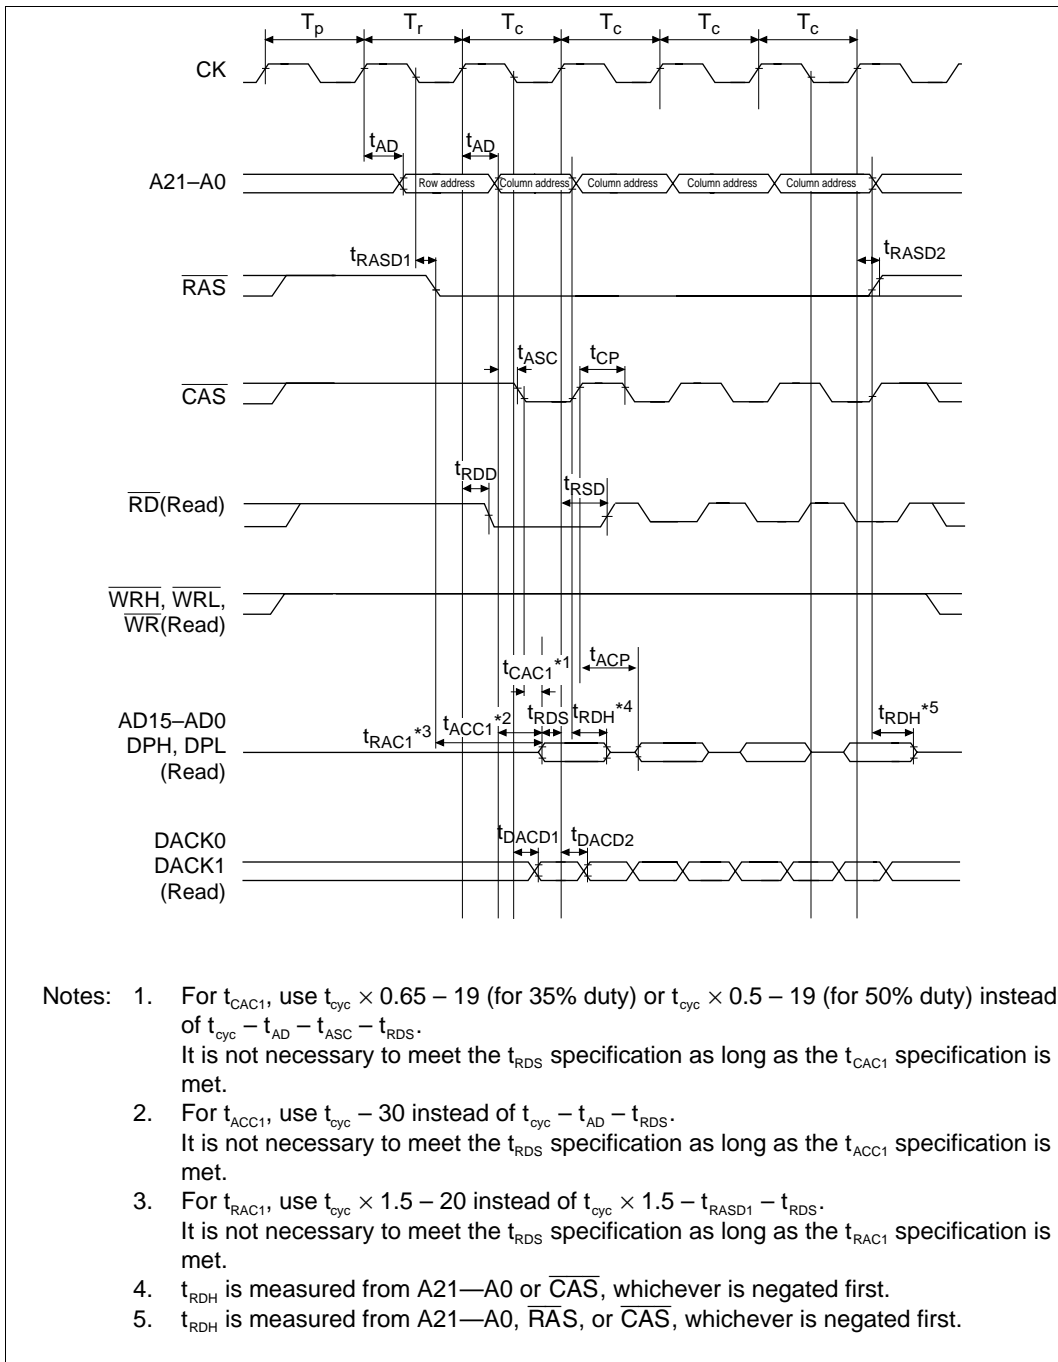 Tp Tr Tc Tc Tc Tc
CK
tAD tAD
A21–A0 Row address Column address Column address Column address Column address
tRASD1 tRASD2
RAS
tASC tCP
CAS
tRDD tRSD
RD(Read)
WRH, WRL,
WR(Read)
tCAC1*1 tACP
AD15–AD0
DPH, DPL
(Read)
tRAC1*3 tACC1*2 tRDS tRDH*4 tRDH*5
DACK0
DACK1
(Read)
tDACD1 tDACD2
Notes: 1. For tCAC1, use tcyc × 0.65 – 19 (for 35% duty) or tcyc × 0.5 – 19 (for 50% duty) instead
of tcyc – tAD – tASC – tRDS.
It is not necessary to meet the tRDS specification as long as the tCAC1 specification is
met.
2. For tACC1, use tcyc – 30 instead of tcyc – tAD – tRDS.
It is not necessary to meet the tRDS specification as long as the tACC1 specification is
met.
3. For tRAC1, use tcyc × 1.5 – 20 instead of tcyc × 1.5 – tRASD1 – tRDS.
It is not necessary to meet the tRDS specification as long as the tRAC1 specification is
met.
4. tRDH is measured from A21—A0 or CAS, whichever is negated first.
5. tRDH is measured from A21—A0, RAS, or CAS, whichever is negated first.